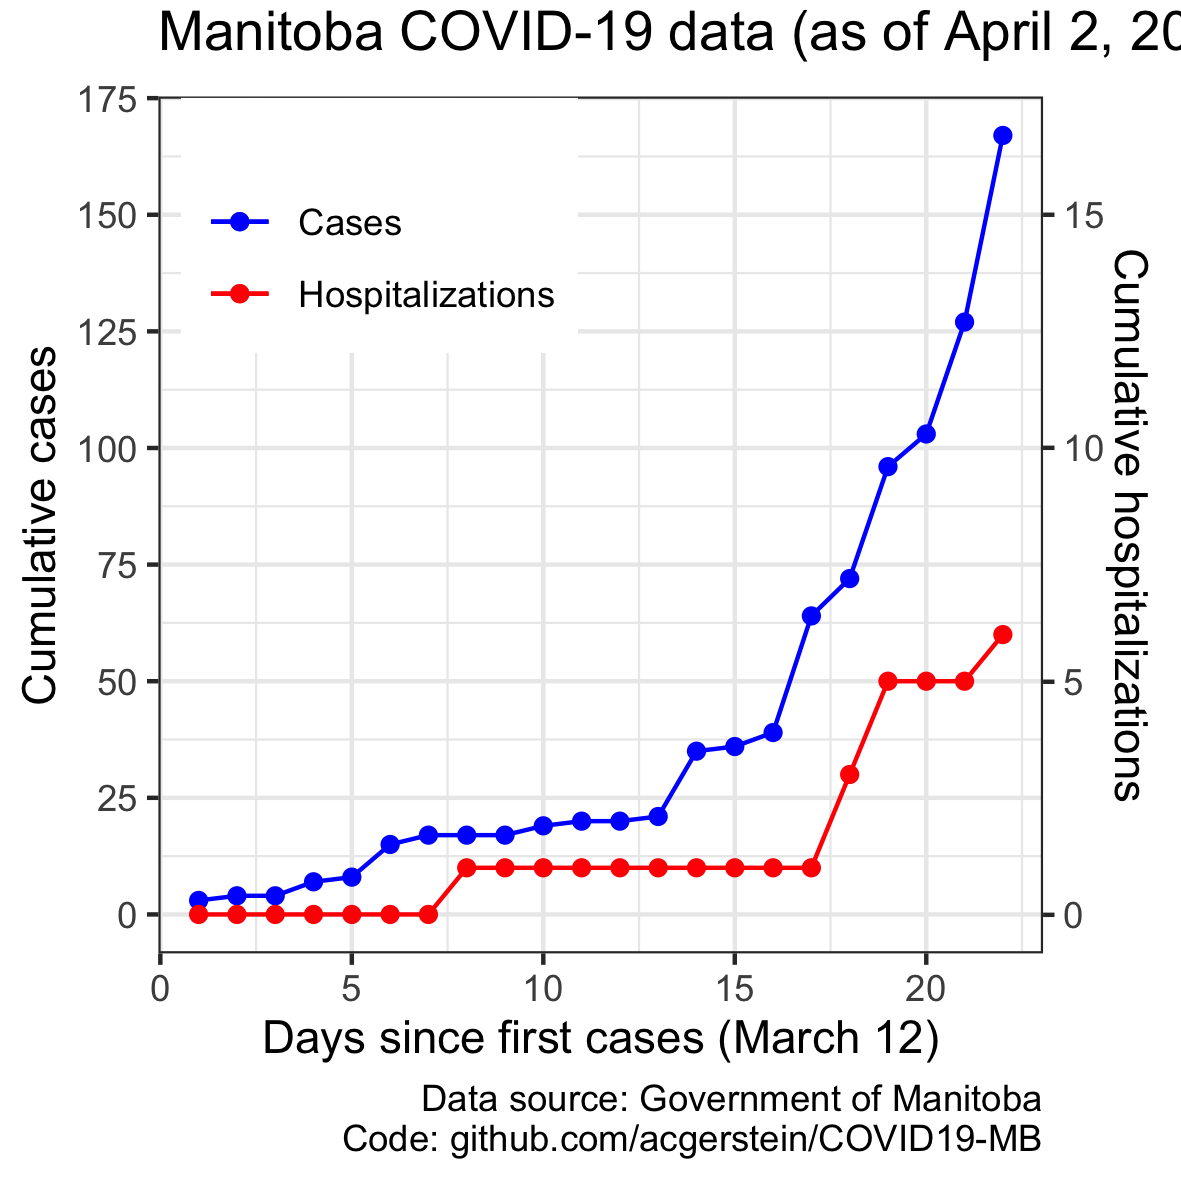 Manitoba COVID-19 data (as of April 2, 20
175
150
125
100
75
50
25
0
Cumulative cases
Cases
Hospitalizations
15
10
5
0
Cumulative hospitalizations
0 5 10 15 20
Days since first cases (March 12)
Data source: Government of Manitoba
Code: github.com/acgerstein/COVID19-MB